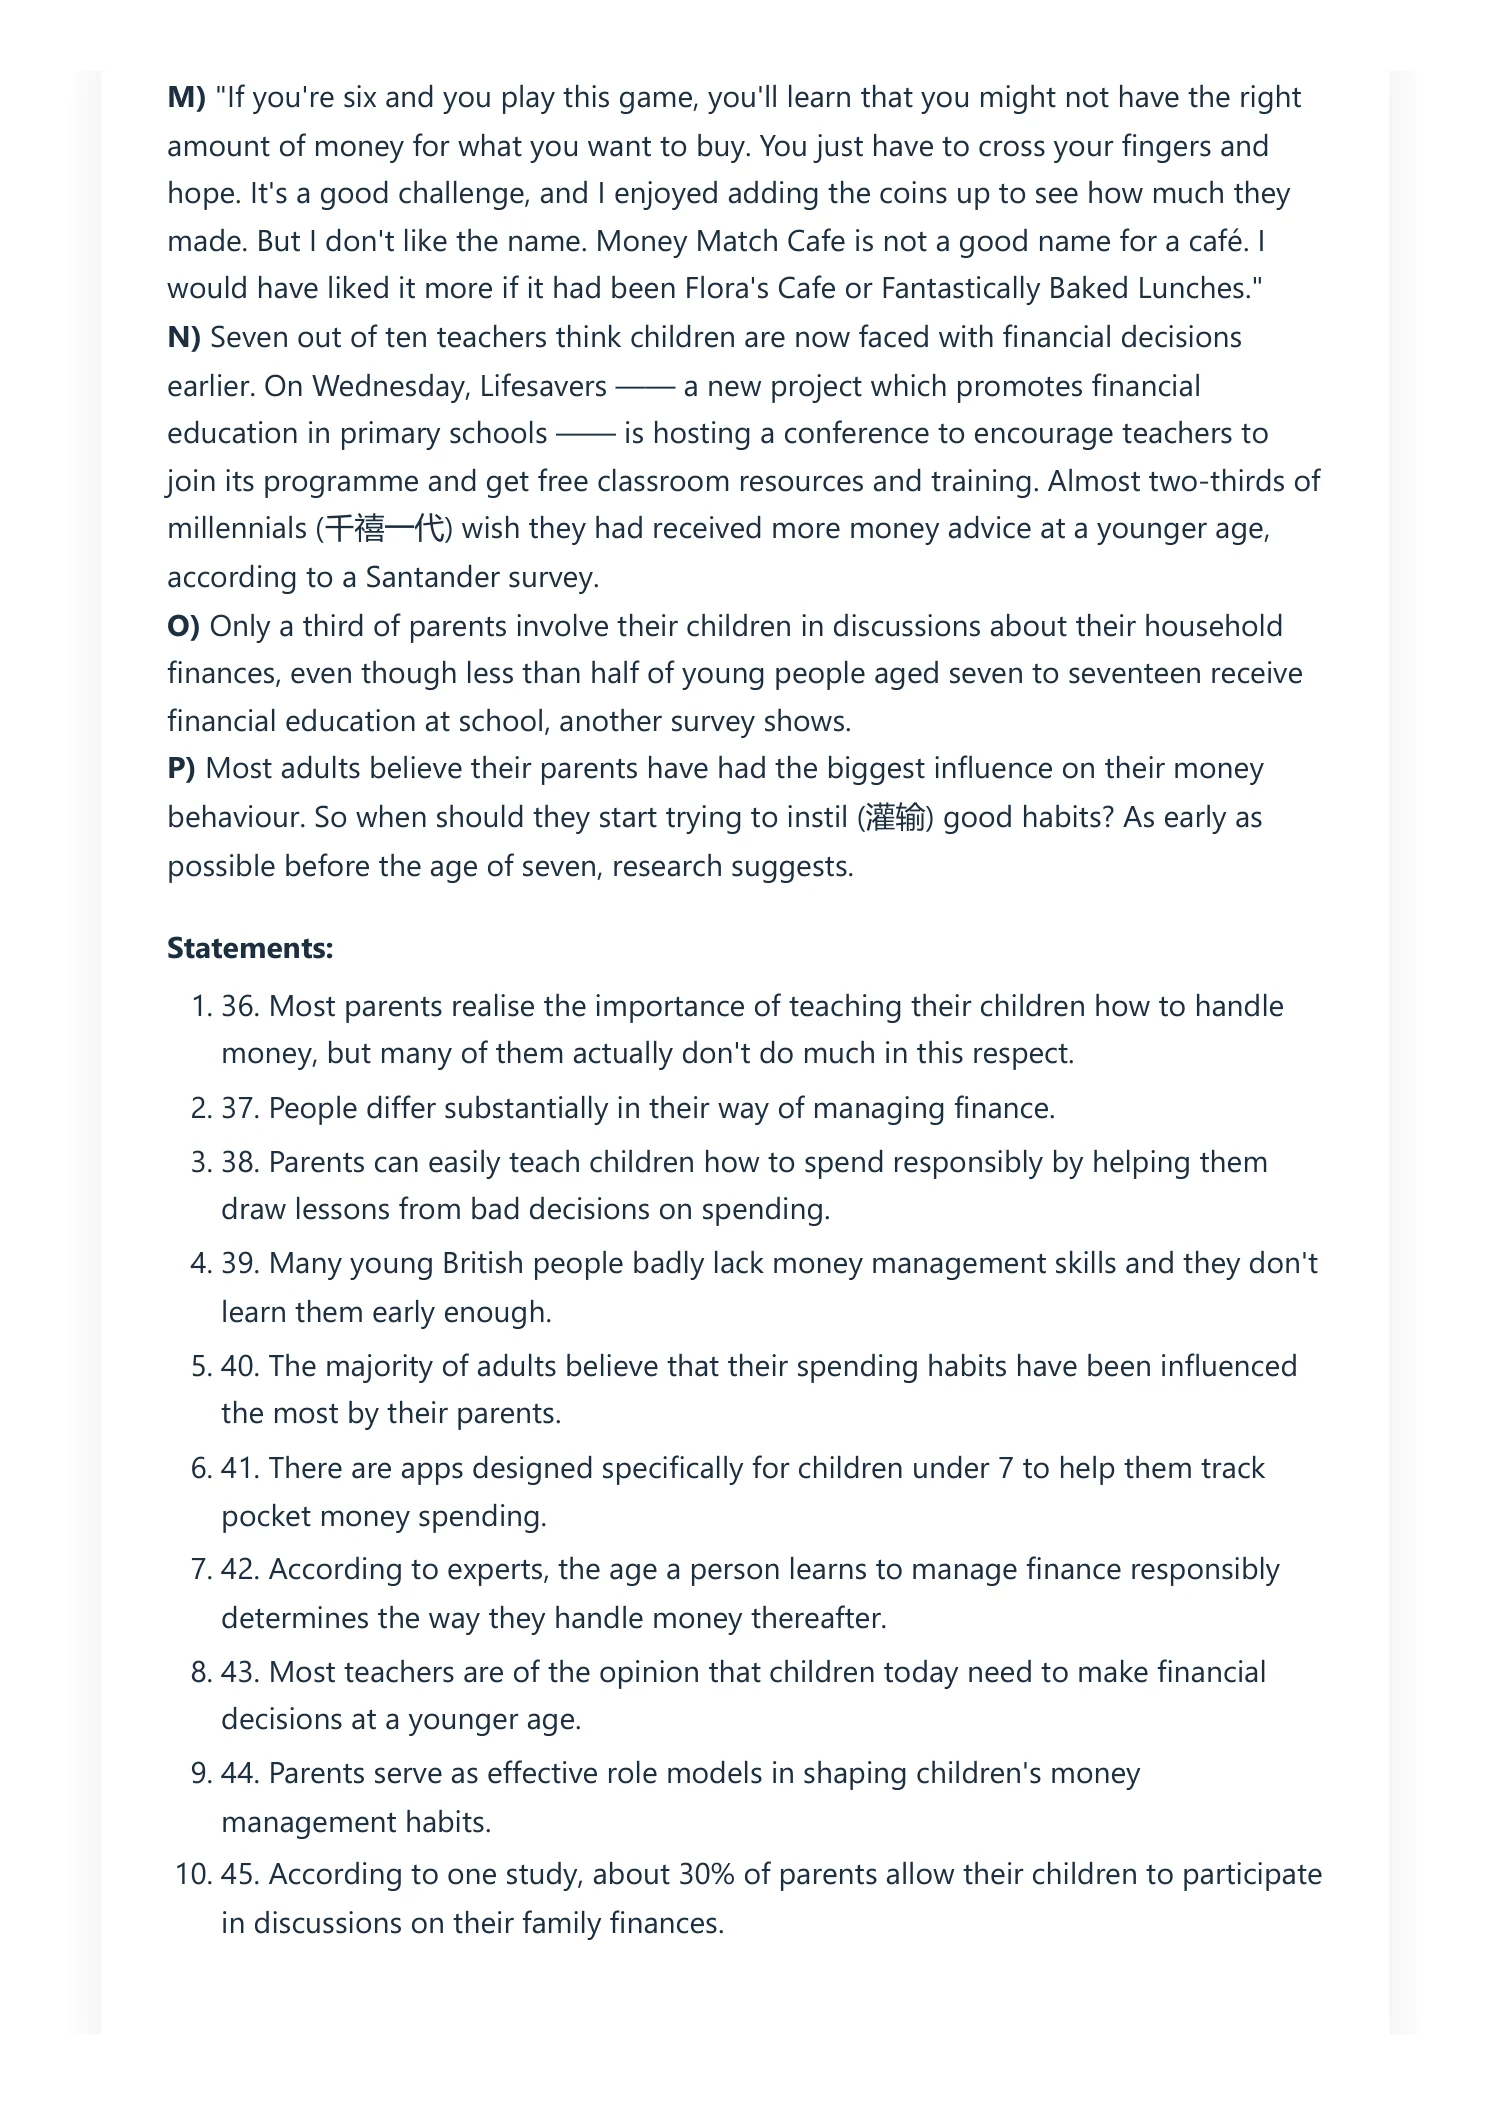 M) "If you're six and you play this game, you'll learn that you might not have the right
amount of money for what you want to buy. You just have to cross your fingers and
hope. It's a good challenge, and I enjoyed adding the coins up to see how much they
made. But I don't like the name. Money Match Cafe is not a good name for a café. I
would have liked it more if it had been Flora's Cafe or Fantastically Baked Lunches."
N) Seven out of ten teachers think children are now faced with financial decisions
earlier. On Wednesday, Lifesavers —— a new project which promotes financial
education in primary schools —— is hosting a conference to encourage teachers to
join its programme and get free classroom resources and training. Almost two-thirds of
millennials (千禧一代) wish they had received more money advice at a younger age,
according to a Santander survey.
O) Only a third of parents involve their children in discussions about their household
finances, even though less than half of young people aged seven to seventeen receive
financial education at school, another survey shows.
P) Most adults believe their parents have had the biggest influence on their money
behaviour. So when should they start trying to instil (灌输) good habits? As early as
possible before the age of seven, research suggests.
Statements:
1. 36. Most parents realise the importance of teaching their children how to handle
money, but many of them actually don't do much in this respect.
2. 37. People differ substantially in their way of managing finance.
3. 38. Parents can easily teach children how to spend responsibly by helping them
draw lessons from bad decisions on spending.
4. 39. Many young British people badly lack money management skills and they don't
learn them early enough.
5. 40. The majority of adults believe that their spending habits have been influenced
the most by their parents.
6. 41. There are apps designed specifically for children under 7 to help them track
pocket money spending.
7. 42. According to experts, the age a person learns to manage finance responsibly
determines the way they handle money thereafter.
8. 43. Most teachers are of the opinion that children today need to make financial
decisions at a younger age.
9. 44. Parents serve as effective role models in shaping children's money
management habits.
10. 45. According to one study, about 30% of parents allow their children to participate
in discussions on their family finances.